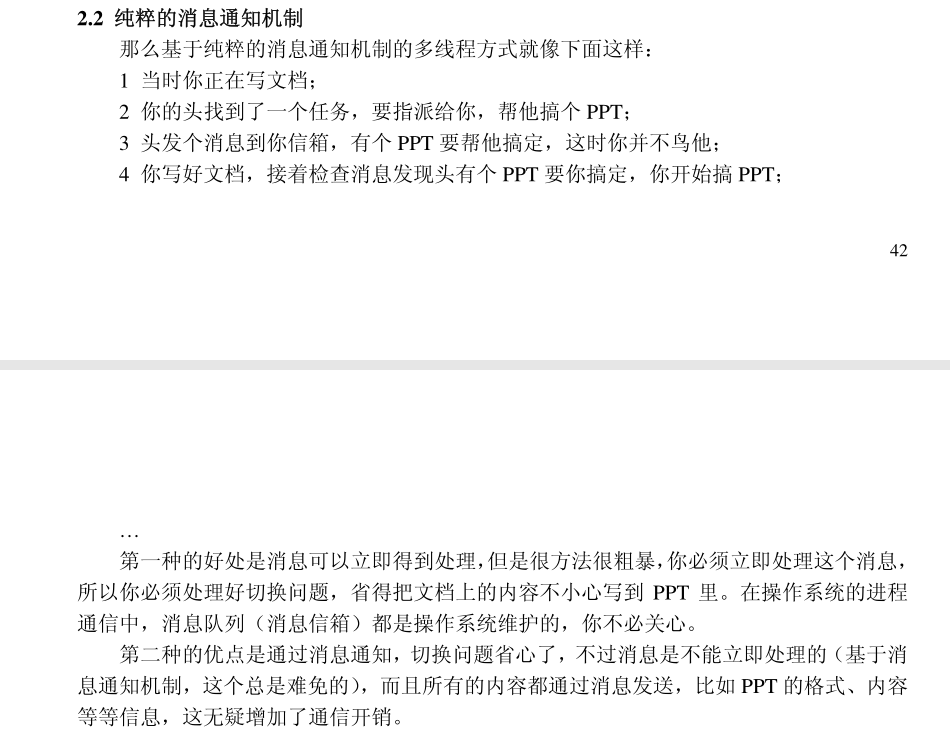 2.2 纯粹的消息通知机制
那么基于纯粹的消息通知机制的多线程方式就像下面这样：
1 当时你正在写文档；
2 你的头找到了一个任务，要指派给你，帮他搞个 PPT；
3 头发个消息到你信箱，有个 PPT 要帮他搞定，这时你并不鸟他；
4 你写好文档，接着检查消息发现头有个 PPT 要你搞定，你开始搞 PPT；
42
…
第一种的好处是消息可以立即得到处理，但是很方法很粗暴，你必须立即处理这个消息，
所以你必须处理好切换问题，省得把文档上的内容不小心写到 PPT 里。在操作系统的进程
通信中，消息队列（消息信箱）都是操作系统维护的，你不必关心。
第二种的优点是通过消息通知，切换问题省心了，不过消息是不能立即处理的（基于消
息通知机制，这个总是难免的），而且所有的内容都通过消息发送，比如 PPT 的格式、内容
等等信息，这无疑增加了通信开销。